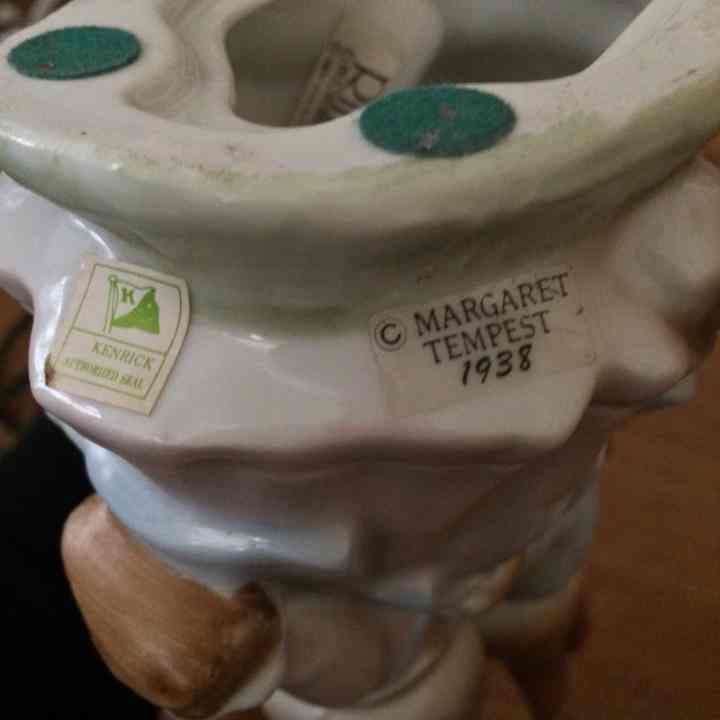 K
KENRICK
AUTHORIZED SEAL
© MARGARET
TEMPEST
1938